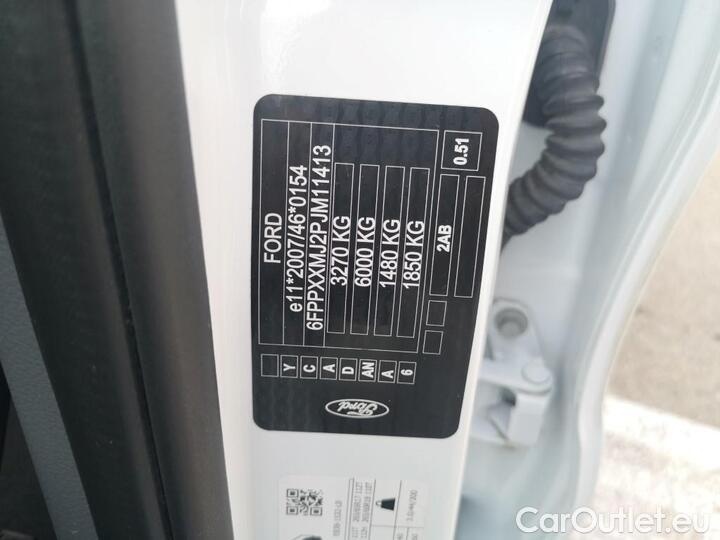 FORD
e11*2007/46*0154
6FPPXXMJ2PJM11413
3270 KG
6000 KG
1480 KG
1850 KG
2AB
0.51
Y C A D AN A 6
Ford
CarOutlet.eu